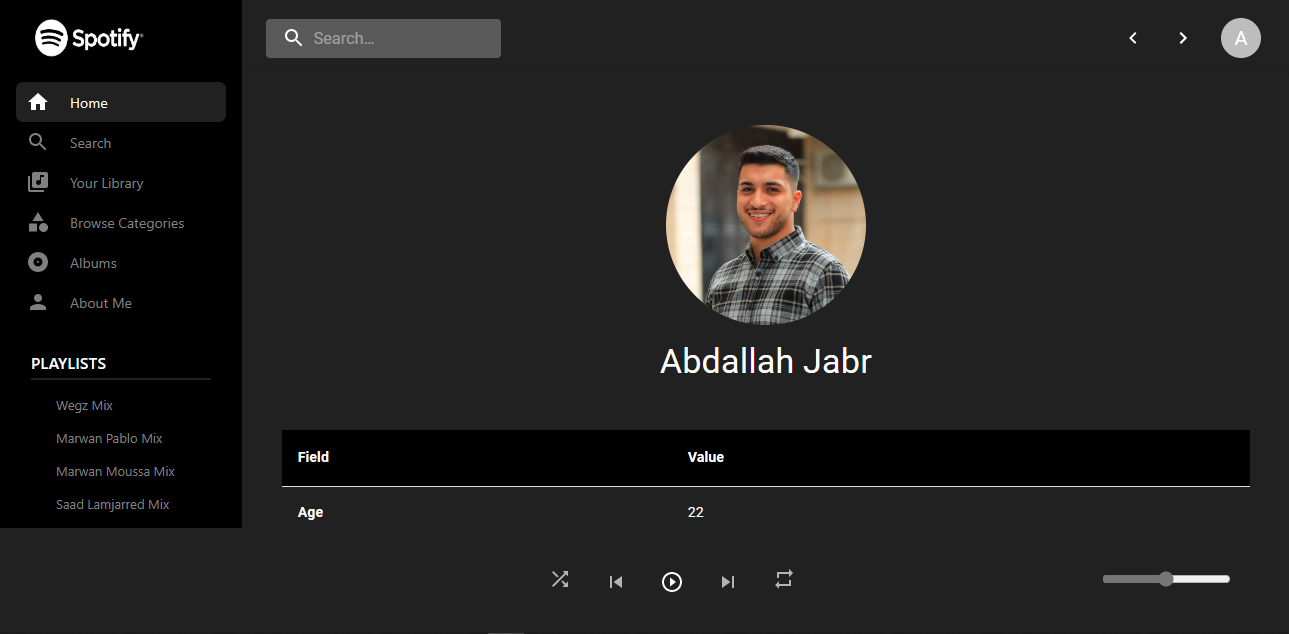 Spotify
Search...
A
Home
Search
Your Library
Browse Categories
Albums
About Me
PLAYLISTS
Wegz Mix
Marwan Pablo Mix
Marwan Moussa Mix
Saad Lamjarred Mix
Abdallah Jabr
Field Value
Age 22